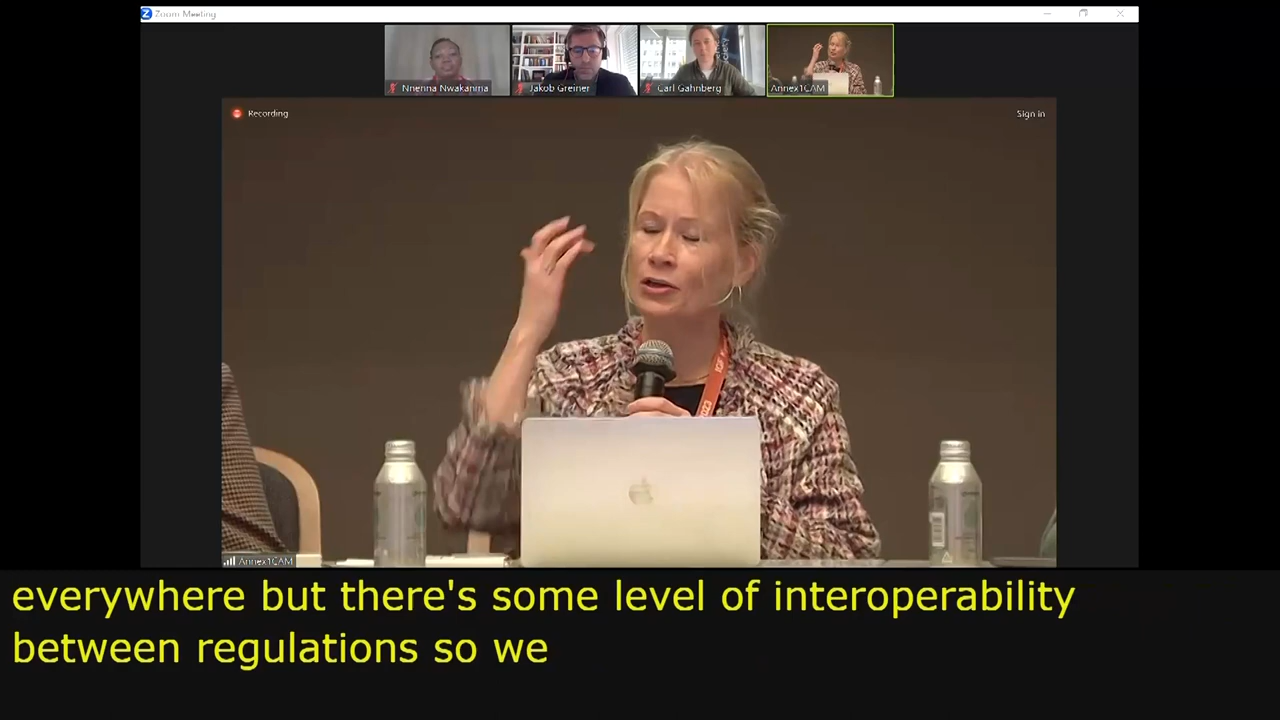 Zoom Meeting
Nnenna Nwakanma
Jakob Greiner
Carl Gahnberg
Annex1CAM
Recording
Sign in
2023
Annex1CAM
everywhere but there's some level of interoperability
between regulations so we